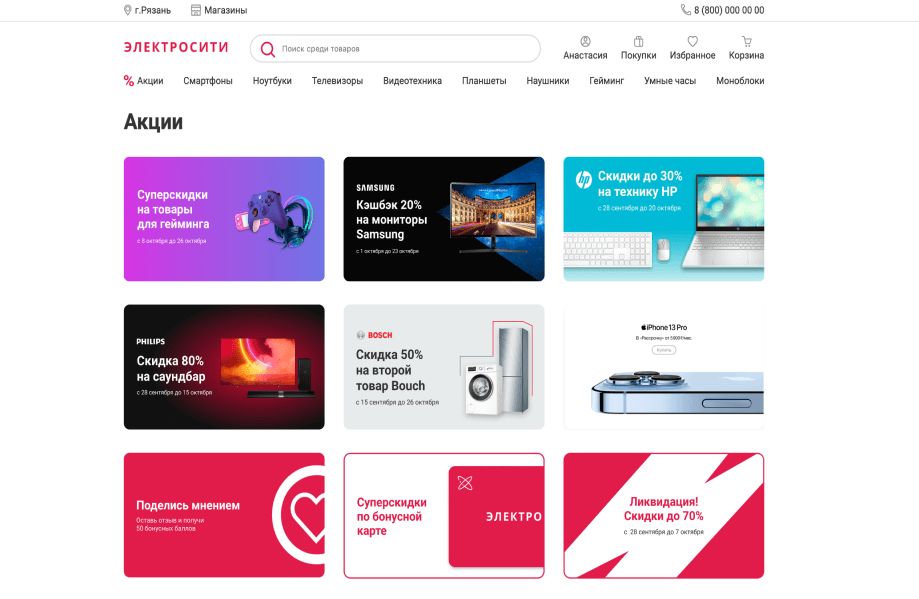 г.Рязань
Магазины
8 (800) 000 00 00
ЭЛЕКТРОСИТИ
Поиск среди товаров
Анастасия
Покупки
Избранное
Корзина
% Акции
Смартфоны
Ноутбуки
Телевизоры
Видеотехника
Планшеты
Наушники
Гейминг
Умные часы
Моноблоки
Акции
Суперскидки
на товары
для гейминга
с 8 октября до 26 октября
SAMSUNG
Кэшбэк 20%
на мониторы
Samsung
с 1 октября до 23 октября
hp
Скидки до 30%
на технику HP
с 28 сентября до 20 октября
PHILIPS
Скидка 80%
на саундбар
с 28 сентября до 15 октября
BOSCH
Скидка 50%
на второй
товар Bouch
с 15 сентября до 26 октября
iPhone 13 Pro
В «Рассрочку» от 5800₽/мес.
Купить
Поделись мнением
Оставь отзыв и получи
50 бонусных баллов
Суперскидки
по бонусной
карте
ЭЛЕКТРО
Ликвидация!
Скидки до 70%
с 28 сентября до 7 октября